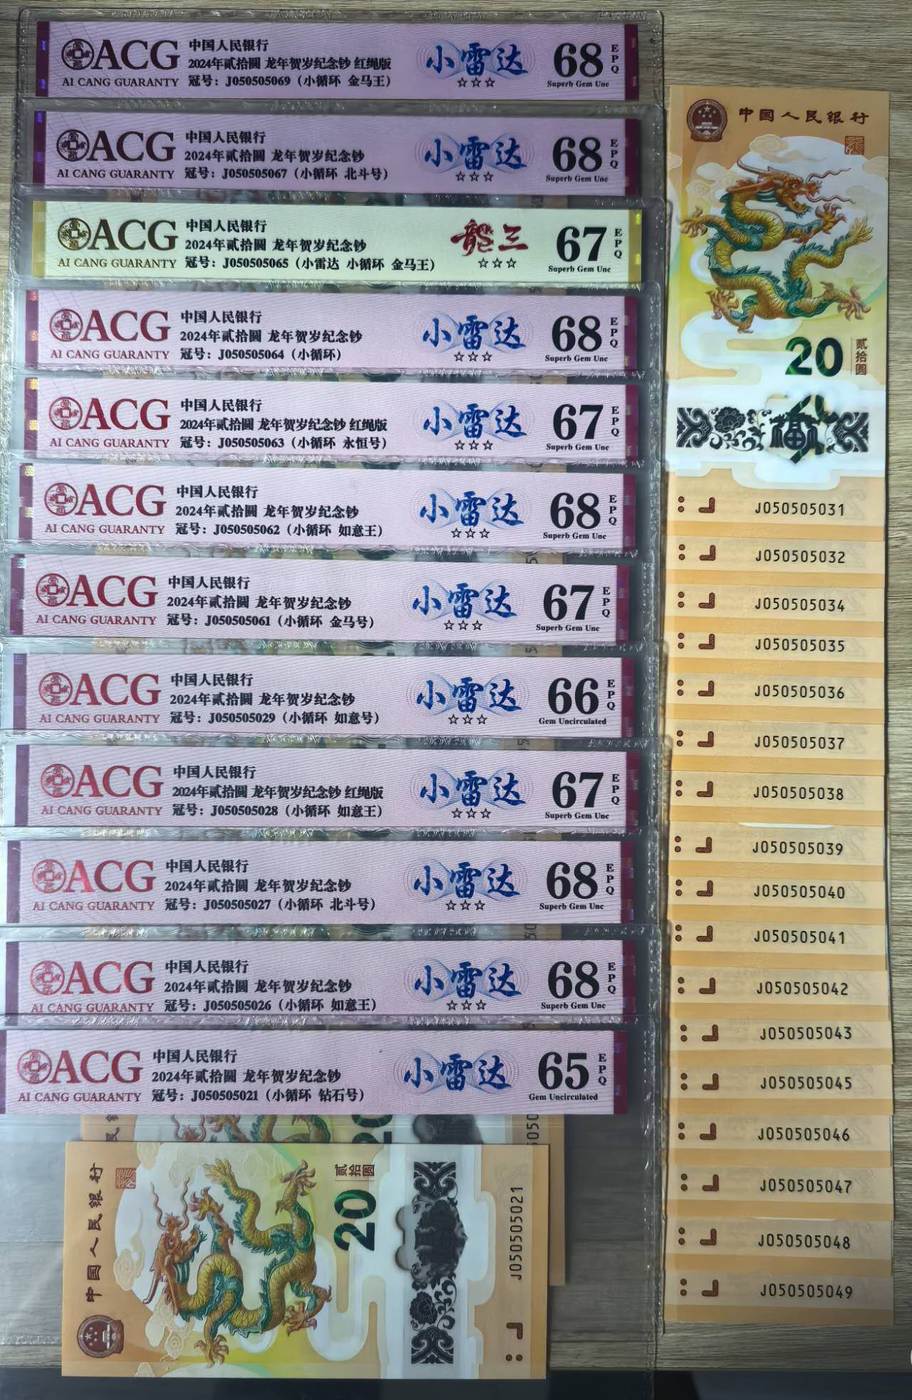 ACG
AI CANG GUARANTY
中国人民银行
2024年贰拾圆 龙年贺岁纪念钞 红绳版
冠号：J050505069（小循环 金马王）
小雷达
☆☆☆
68
EPQ
Superb Gem Unc
ACG
AI CANG GUARANTY
中国人民银行
2024年贰拾圆 龙年贺岁纪念钞
冠号：J050505067（小循环 北斗号）
小雷达
☆☆☆
68
EPQ
Superb Gem Unc
ACG
AI CANG GUARANTY
中国人民银行
2024年贰拾圆 龙年贺岁纪念钞
冠号：J050505065（小雷达 小循环 金马王）
龍三
☆☆☆
67
EPQ
Superb Gem Unc
ACG
AI CANG GUARANTY
中国人民银行
2024年贰拾圆 龙年贺岁纪念钞
冠号：J050505064（小循环）
小雷达
☆☆☆
68
EPQ
Superb Gem Unc
ACG
AI CANG GUARANTY
中国人民银行
2024年贰拾圆 龙年贺岁纪念钞 红绳版
冠号：J050505063（小循环 永恒号）
小雷达
☆☆☆
67
EPQ
Superb Gem Unc
ACG
AI CANG GUARANTY
中国人民银行
2024年贰拾圆 龙年贺岁纪念钞
冠号：J050505062（小循环 如意王）
小雷达
☆☆☆
68
EPQ
Superb Gem Unc
ACG
AI CANG GUARANTY
中国人民银行
2024年贰拾圆 龙年贺岁纪念钞
冠号：J050505061（小循环 金马号）
小雷达
☆☆☆
67
EPQ
Superb Gem Unc
ACG
AI CANG GUARANTY
中国人民银行
2024年贰拾圆 龙年贺岁纪念钞
冠号：J050505029（小循环 如意号）
小雷达
☆☆☆
66
EPQ
Gem Uncirculated
ACG
AI CANG GUARANTY
中国人民银行
2024年贰拾圆 龙年贺岁纪念钞 红绳版
冠号：J050505028（小循环 如意王）
小雷达
☆☆☆
67
EPQ
Superb Gem Unc
ACG
AI CANG GUARANTY
中国人民银行
2024年贰拾圆 龙年贺岁纪念钞
冠号：J050505027（小循环 北斗号）
小雷达
☆☆☆
68
EPQ
Superb Gem Unc
ACG
AI CANG GUARANTY
中国人民银行
2024年贰拾圆 龙年贺岁纪念钞
冠号：J050505026（小循环 如意王）
小雷达
☆☆☆
68
EPQ
Superb Gem Unc
ACG
AI CANG GUARANTY
中国人民银行
2024年贰拾圆 龙年贺岁纪念钞
冠号：J050505021（小循环 钻石号）
小雷达
☆☆☆
65
EPQ
Gem Uncirculated
中国人民银行
贰拾圆
20
J050505021
中国人民银行
20
贰拾圆
J050505031
J050505032
J050505034
J050505035
J050505036
J050505037
J050505038
J050505039
J050505040
J050505041
J050505042
J050505043
J050505045
J050505046
J050505047
J050505048
J050505049